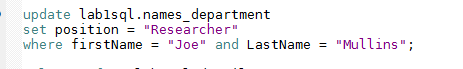 update lab1sql.names_department
set position = "Researcher"
where firstName = "Joe" and LastName = "Mullins";